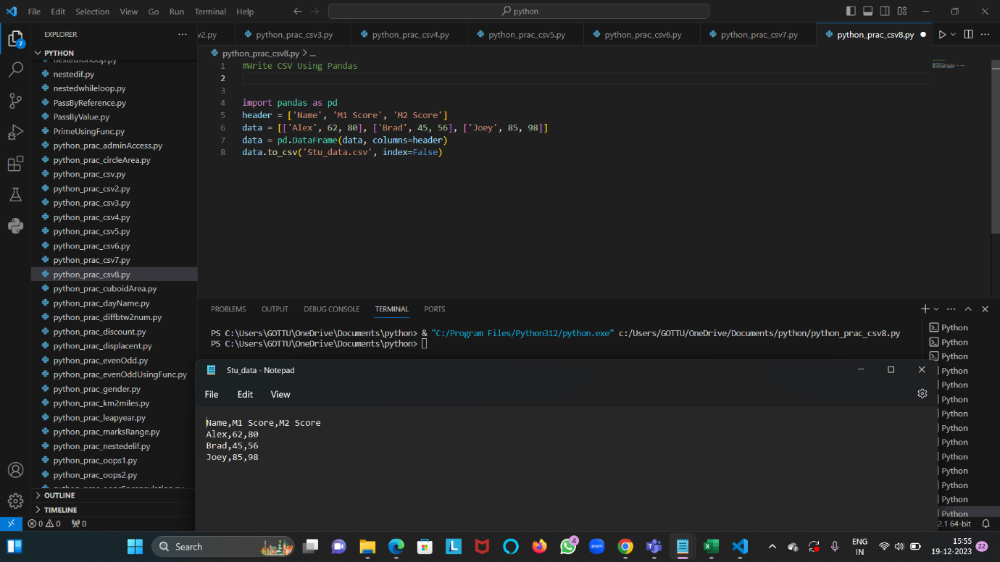 File Edit Selection View Go Run Terminal Help
python
EXPLORER
PYTHON
nestedif.py
nestedwhileloop.py
PassByReference.py
PassByValue.py
PrimeUsingFunc.py
python_prac_adminAccess.py
python_prac_circleArea.py
python_prac_csv.py
python_prac_csv2.py
python_prac_csv3.py
python_prac_csv4.py
python_prac_csv5.py
python_prac_csv6.py
python_prac_csv7.py
python_prac_csv8.py
python_prac_cuboidArea.py
python_prac_dayName.py
python_prac_diffbtw2num.py
python_prac_discount.py
python_prac_displacent.py
python_prac_evenOdd.py
python_prac_evenOddUsingFunc.py
python_prac_gender.py
python_prac_km2miles.py
python_prac_leapyear.py
python_prac_marksRange.py
python_prac_nestedelif.py
python_prac_oops1.py
python_prac_oops2.py
OUTLINE
TIMELINE
7
v2.py python_prac_csv3.py python_prac_csv4.py python_prac_csv5.py python_prac_csv6.py python_prac_csv7.py python_prac_csv8.py
python_prac_csv8.py > ...
1 #Write CSV Using Pandas
2
3
4 import pandas as pd
5 header = ['Name', 'M1 Score', 'M2 Score']
6 data = [['Alex', 62, 80], ['Brad', 45, 56], ['Joey', 85, 98]]
7 data = pd.DataFrame(data, columns=header)
8 data.to_csv('Stu_data.csv', index=False)
PROBLEMS OUTPUT DEBUG CONSOLE TERMINAL PORTS
PS C:\Users\GOTTU\OneDrive\Documents\python> & "C:/Program Files/Python312/python.exe" c:/Users/GOTTU/OneDrive/Documents/python/python_prac_csv8.py
PS C:\Users\GOTTU\OneDrive\Documents\python>
Python
Python
Python
Python
Python
Python
Python
Python
Python
Python
Python
Python
Python
Python
Stu_data - Notepad
File Edit View
Name,M1 Score,M2 Score
Alex,62,80
Brad,45,56
Joey,85,98
0 0 0
2.1 64-bit
Search
L
4
zoom
ENG
IN
15:55
19-12-2023
22